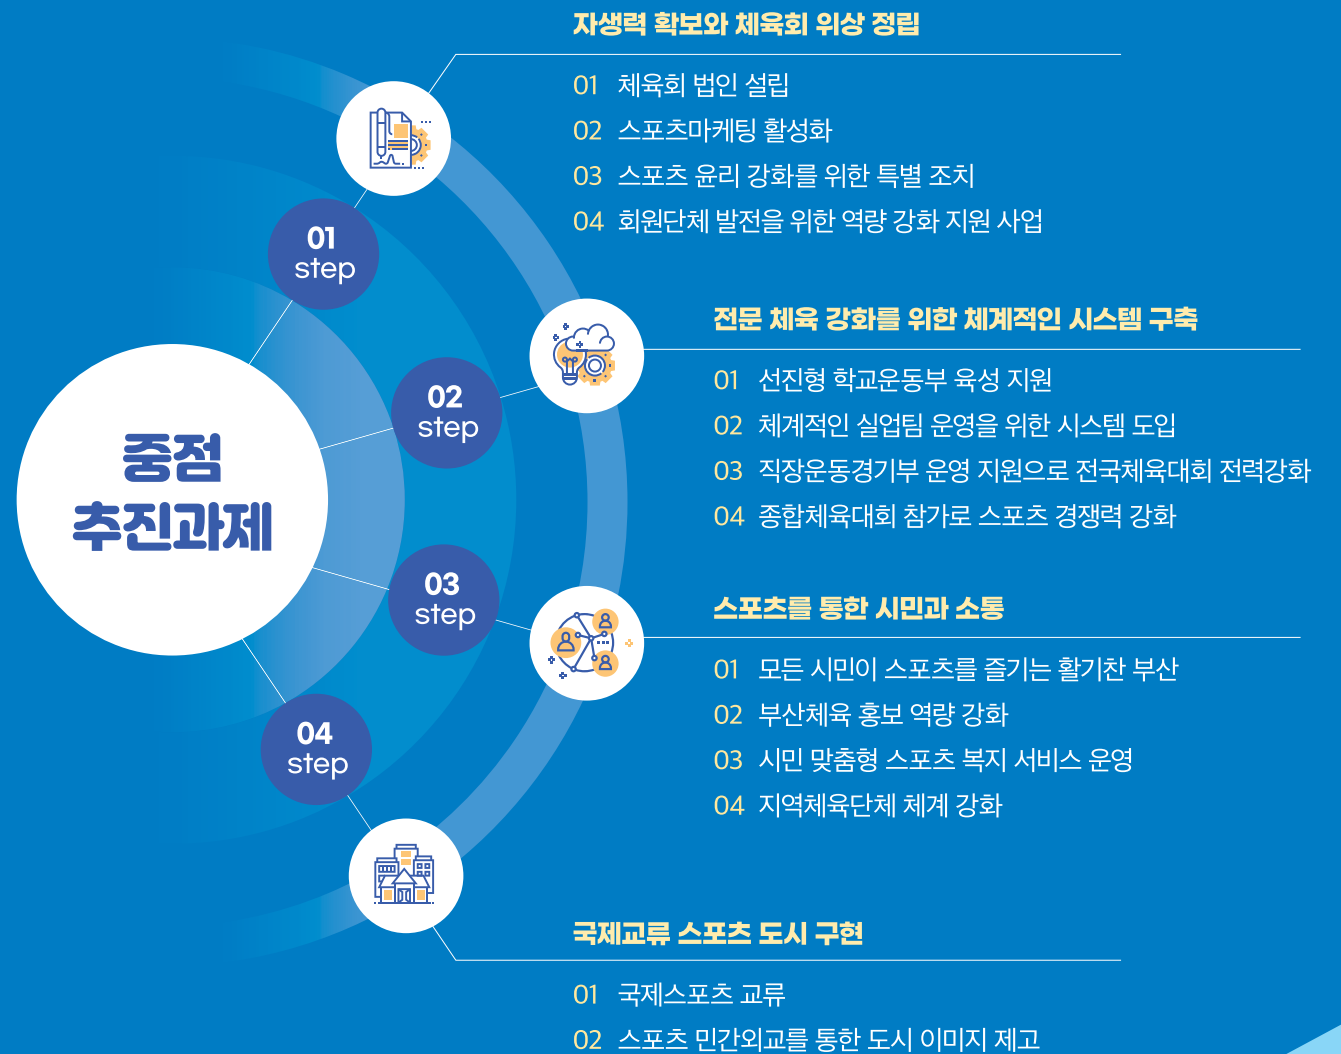 중점
추진과제
01
step
자생력 확보와 체육회 위상 정립
01 체육회 법인 설립
02 스포츠마케팅 활성화
03 스포츠 윤리 강화를 위한 특별 조치
04 회원단체 발전을 위한 역량 강화 지원 사업
02
step
전문 체육 강화를 위한 체계적인 시스템 구축
01 선진형 학교운동부 육성 지원
02 체계적인 실업팀 운영을 위한 시스템 도입
03 직장운동경기부 운영 지원으로 전국체육대회 전력강화
04 종합체육대회 참가로 스포츠 경쟁력 강화
03
step
스포츠를 통한 시민과 소통
01 모든 시민이 스포츠를 즐기는 활기찬 부산
02 부산체육 홍보 역량 강화
03 시민 맞춤형 스포츠 복지 서비스 운영
04 지역체육단체 체계 강화
04
step
국제교류 스포츠 도시 구현
01 국제스포츠 교류
02 스포츠 민간외교를 통한 도시 이미지 제고